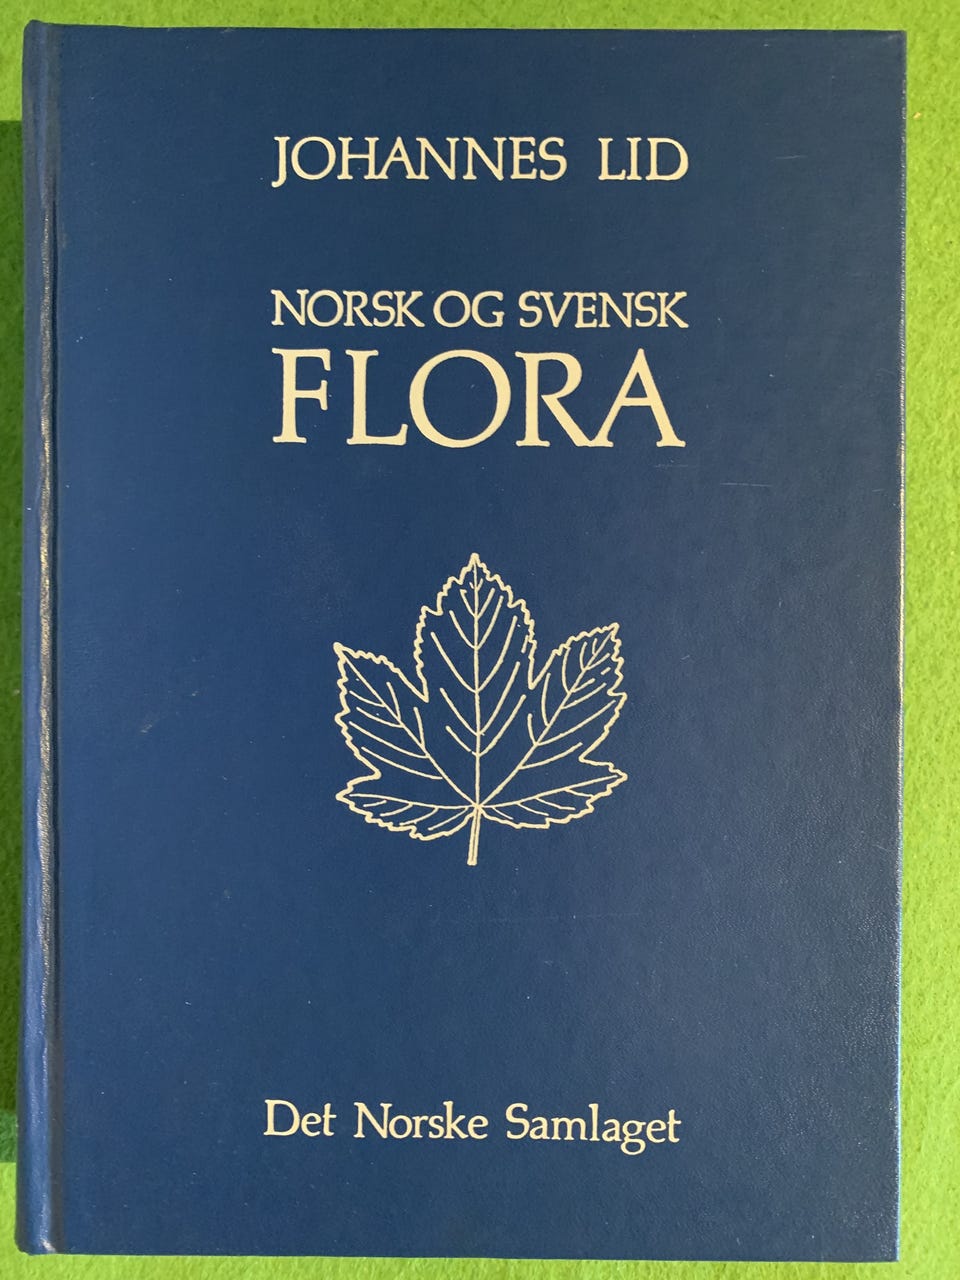 JOHANNES LID
NORSK OG SVENSK
FLORA
Det Norske Samlaget